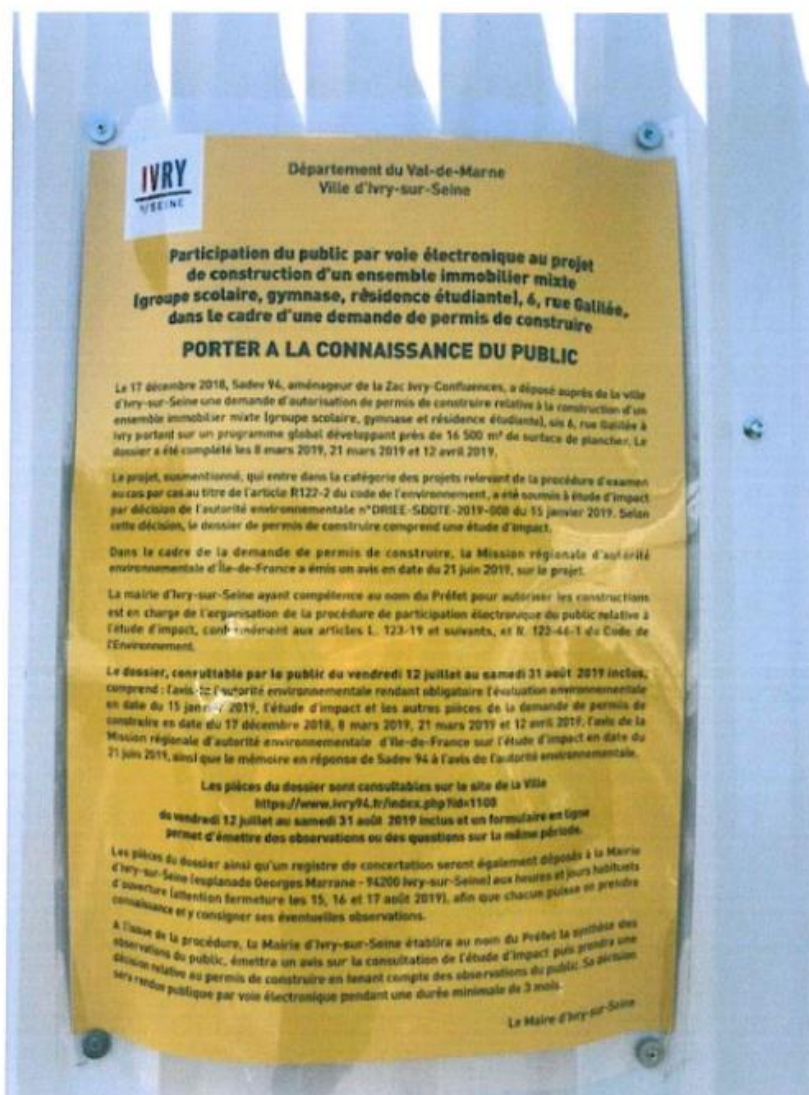 IVRY
S/SEINE
Département du Val-de-Marne
Ville d'Ivry-sur-Seine
Participation du public par voie électronique au projet
de construction d'un ensemble immobilier mixte
(groupe scolaire, gymnase, résidence étudiante), 6, rue Galilée,
dans le cadre d'une demande de permis de construire
PORTER A LA CONNAISSANCE DU PUBLIC
Le 17 décembre 2018, Sadev 94, aménageur de la Zac Ivry-Confluences, a déposé auprès de la ville
d'Ivry-sur-Seine une demande d'autorisation de permis de construire relative à la construction d'un
ensemble immobilier mixte (groupe scolaire, gymnase et résidence étudiante), sis 6, rue Galilée à
Ivry portant sur un programme global développant près de 16 500 m² de surface de plancher. Le
dossier a été complété les 8 mars 2019, 21 mars 2019 et 12 avril 2019.
Le projet, susmentionné, qui entre dans la catégorie des projets relevant de la procédure d'examen
au cas par cas au titre de l'article R122-2 du code de l'environnement, a été soumis à étude d'impact
par décision de l'autorité environnementale n°DRIEE-SDDTE-2019-008 du 15 janvier 2019. Selon
cette décision, le dossier de permis de construire comprend une étude d'impact.
Dans le cadre de la demande de permis de construire, la Mission régionale d'autorité
environnementale d'Île-de-France a émis un avis en date du 21 juin 2019, sur le projet.
La mairie d'Ivry-sur-Seine ayant compétence au nom du Préfet pour autoriser les constructions
est en charge de l'organisation de la procédure de participation électronique du public relative à
l'étude d'impact, conformément aux articles L. 123-19 et suivants, et R. 123-46-1 du Code de
l'Environnement.
Le dossier, consultable par le public du vendredi 12 juillet au samedi 31 août 2019 inclus,
comprend : l'avis de l'autorité environnementale rendant obligatoire l'évaluation environnementale
en date du 15 janvier 2019, l'étude d'impact et les autres pièces de la demande de permis de
construire en date du 17 décembre 2018, 8 mars 2019, 21 mars 2019 et 12 avril 2019, l'avis de la
Mission régionale d'autorité environnementale d'Ile-de-France sur l'étude d'impact en date du
21 juin 2019, ainsi que le mémoire en réponse de Sadev 94 à l'avis de l'autorité environnementale.
Les pièces du dossier sont consultables sur le site de la Ville
https://www.ivry94.fr/index.php?id=1108
du vendredi 12 juillet au samedi 31 août 2019 inclus et un formulaire en ligne
permet d'émettre des observations ou des questions sur la même période.
Les pièces du dossier ainsi qu'un registre de concertation seront également déposés à la Mairie
d'Ivry-sur-Seine (esplanade Georges Marrane - 94200 Ivry-sur-Seine) aux heures et jours habituels
d'ouverture (attention fermeture les 15, 16 et 17 août 2019), afin que chacun puisse en prendre
connaissance et y consigner ses éventuelles observations.
A l'issue de la procédure, la Mairie d'Ivry-sur-Seine établira au nom du Préfet la synthèse des
observations du public, émettra un avis sur la consultation de l'étude d'impact puis prendra une
décision relative au permis de construire en tenant compte des observations du public. Sa décision
sera rendue publique par voie électronique pendant une durée minimale de 3 mois.
Le Maire d'Ivry-sur-Seine